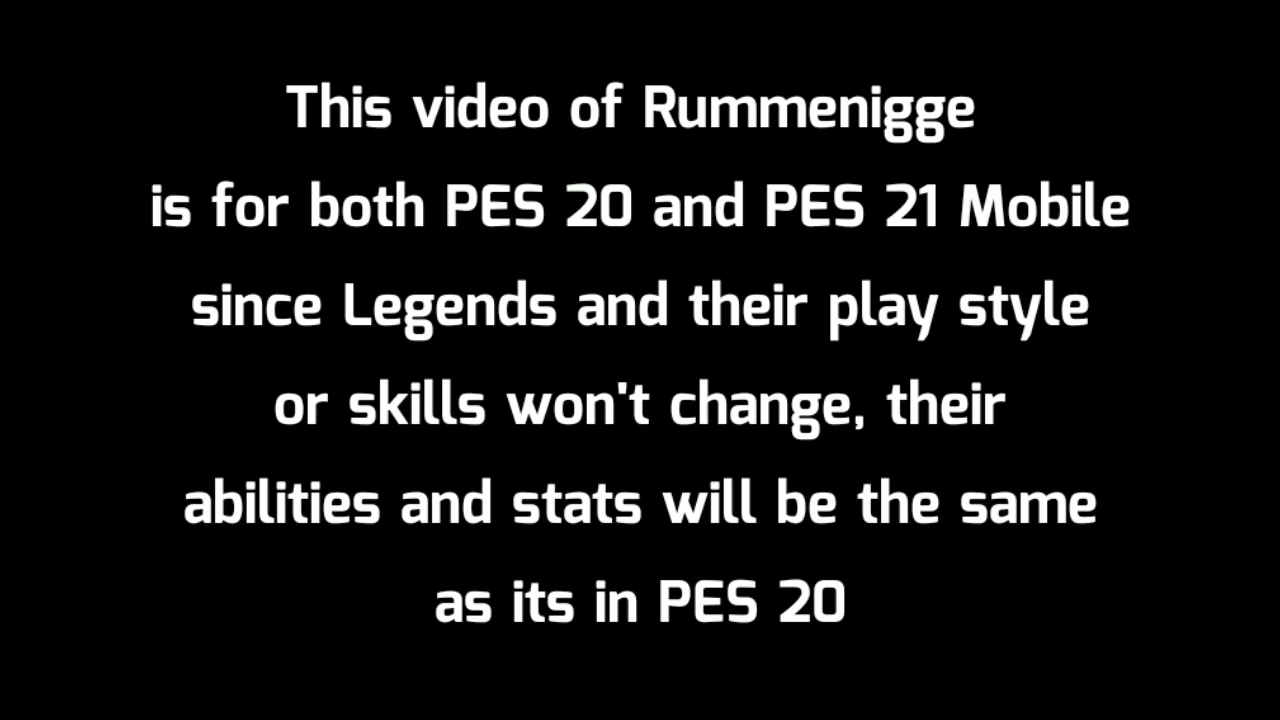 This video of Rummenigge
is for both PES 20 and PES 21 Mobile
since Legends and their play style
or skills won't change, their
abilities and stats will be the same
as its in PES 20